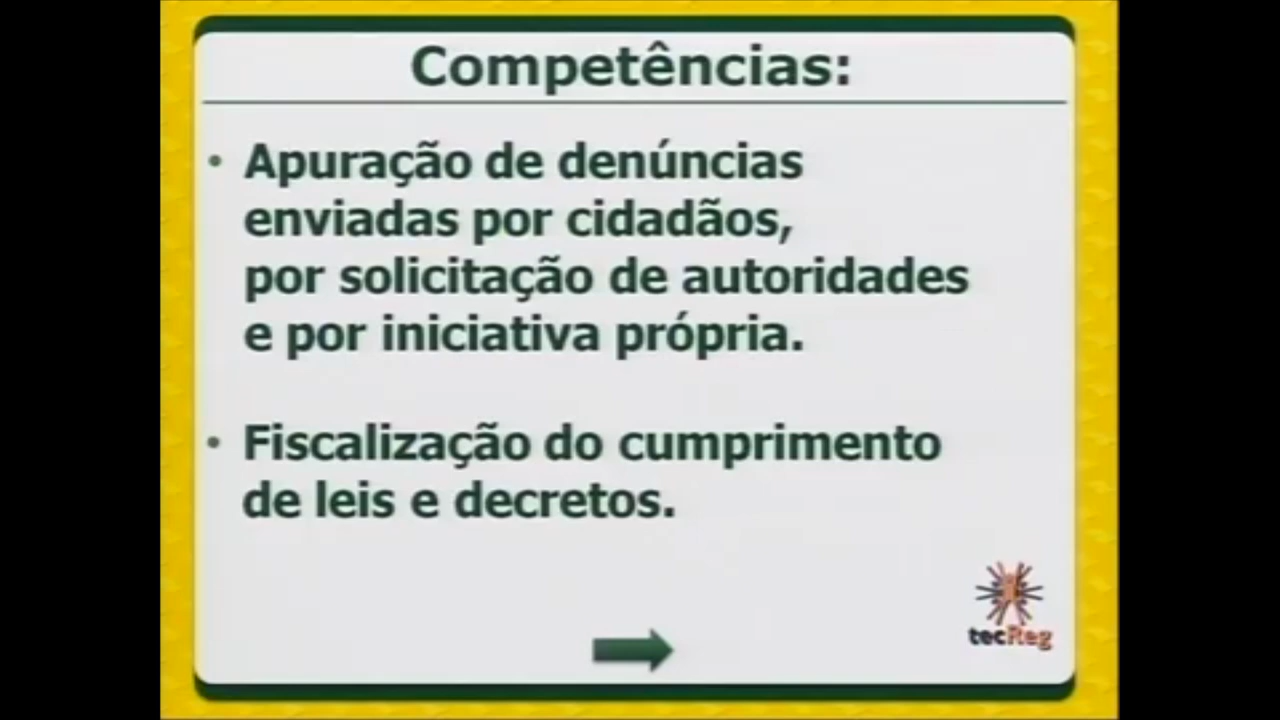 Competências:
• Apuração de denúncias
enviadas por cidadãos,
por solicitação de autoridades
e por iniciativa própria.
• Fiscalização do cumprimento
de leis e decretos.
tecReg